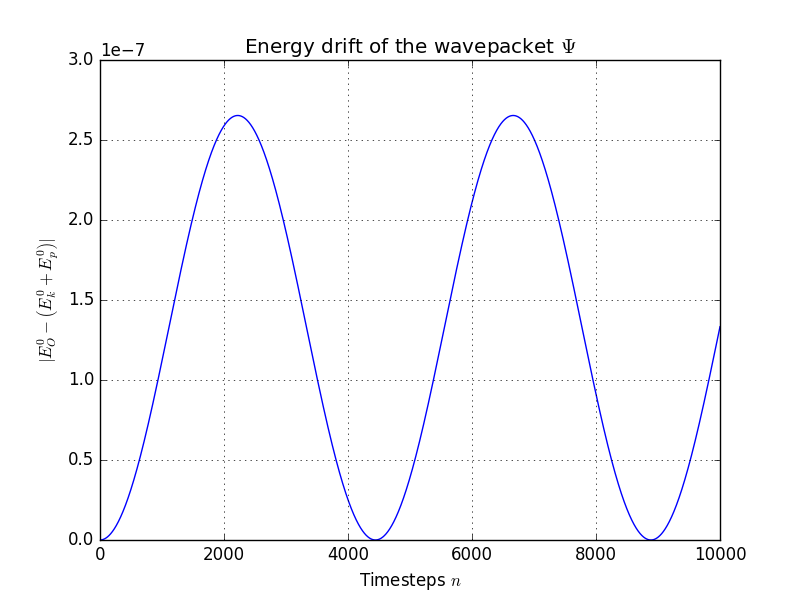 Energy drift of the wavepacket Ψ
1e−7
3.0
2.5
2.0
1.5
1.0
0.5
0.0
|E_O^0 − (E_k^0 + E_p^0)|
0 2000 4000 6000 8000 10000
Timesteps n